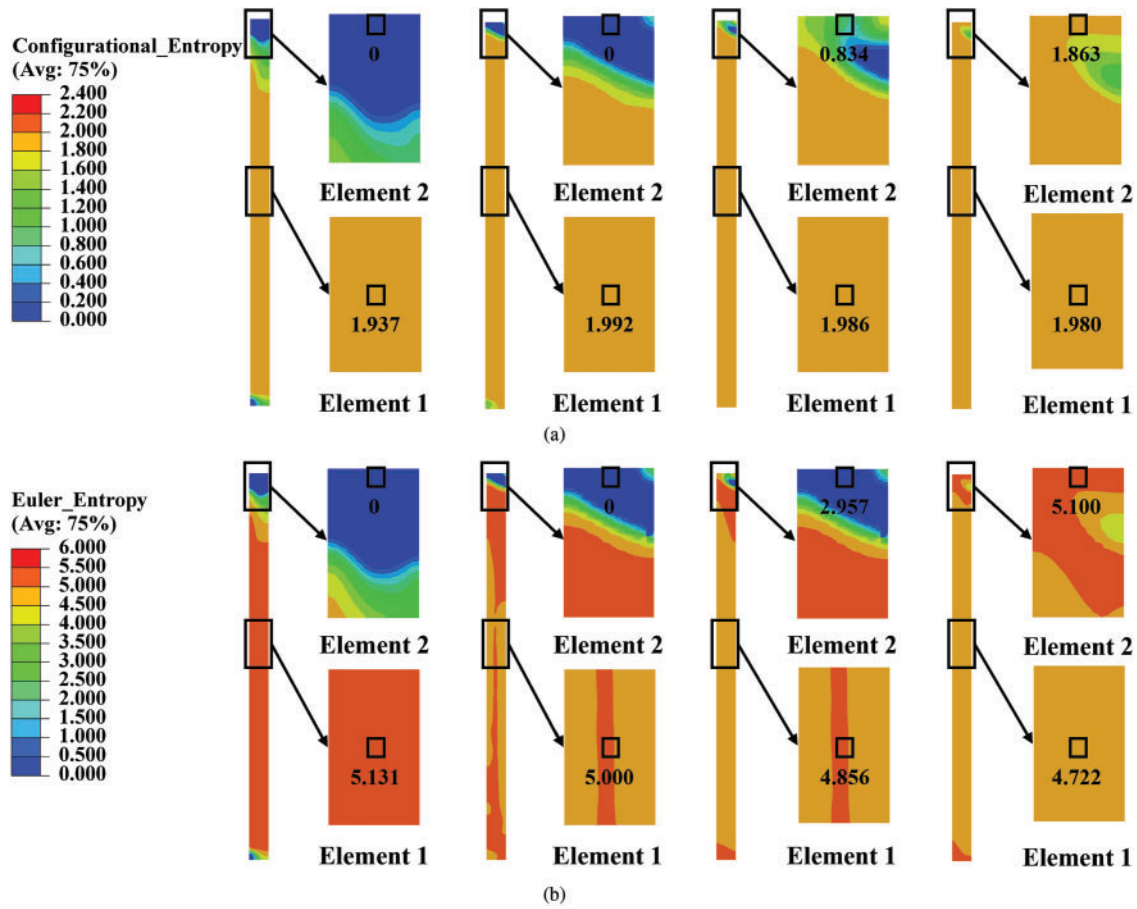 Configurational_Entropy
(Avg: 75%)
2.400
2.200
2.000
1.800
1.600
1.400
1.200
1.000
0.800
0.600
0.400
0.200
0.000
0
0
0.834
1.863
Element 2
Element 2
Element 2
Element 2
1.937
1.992
1.986
1.980
Element 1
Element 1
Element 1
Element 1
(a)
Euler_Entropy
(Avg: 75%)
6.000
5.500
5.000
4.500
4.000
3.500
3.000
2.500
2.000
1.500
1.000
0.500
0.000
0
0
2.957
5.100
Element 2
Element 2
Element 2
Element 2
5.131
5.000
4.856
4.722
Element 1
Element 1
Element 1
Element 1
(b)